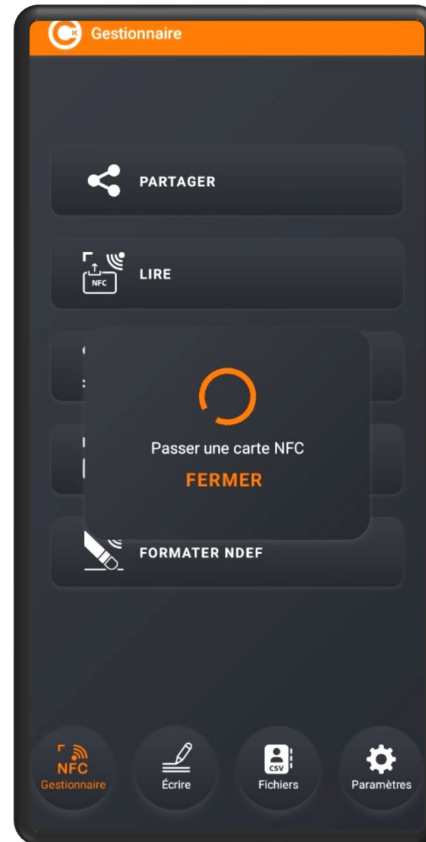 Gestionnaire
PARTAGER
NFC
LIRE
Passer une carte NFC
FERMER
FORMATER NDEF
NFC
Gestionnaire
Écrire
CSV
Fichiers
Paramètres